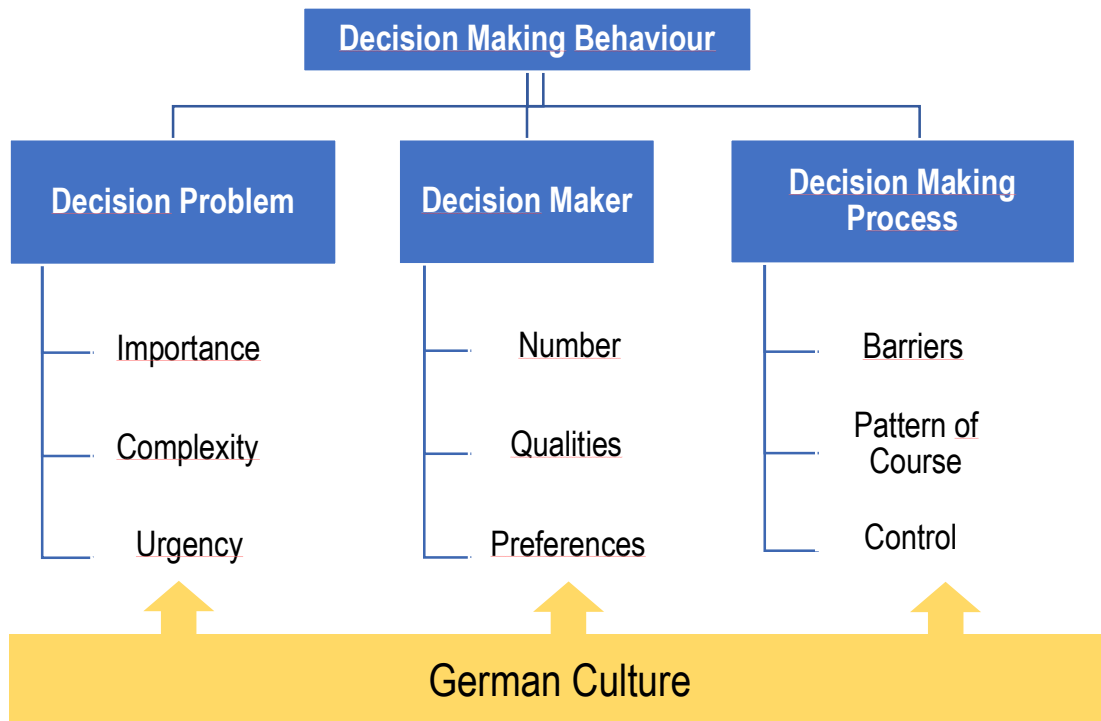 Decision Making Behaviour
Decision Problem
Importance
Complexity
Urgency
Decision Maker
Number
Qualities
Preferences
Decision Making
Process
Barriers
Pattern of
Course
Control
German Culture